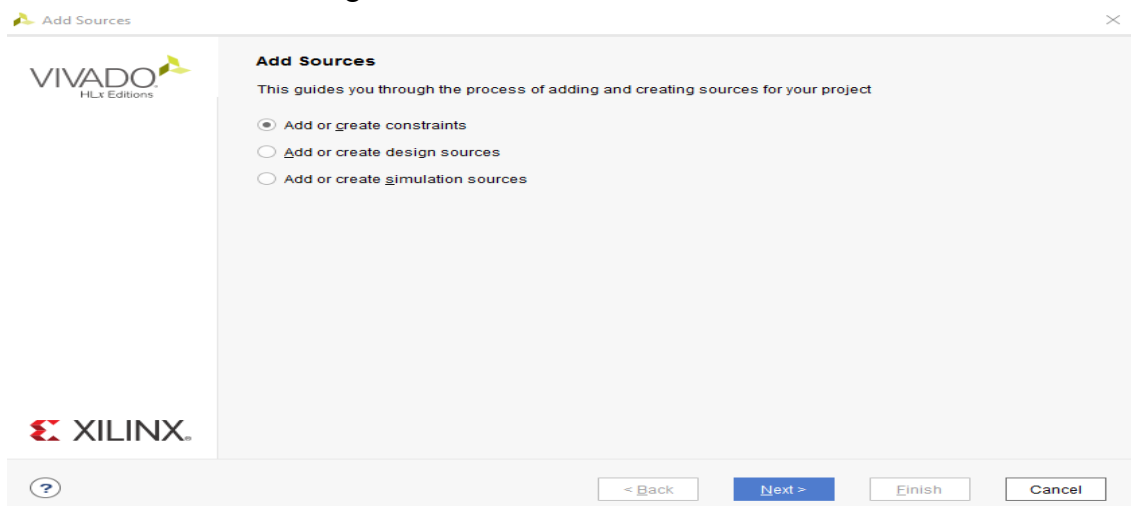 Add Sources
VIVADO
HLx Editions
Add Sources
This guides you through the process of adding and creating sources for your project
Add or create constraints
Add or create design sources
Add or create simulation sources
XILINX.
?
< Back
Next >
Finish
Cancel